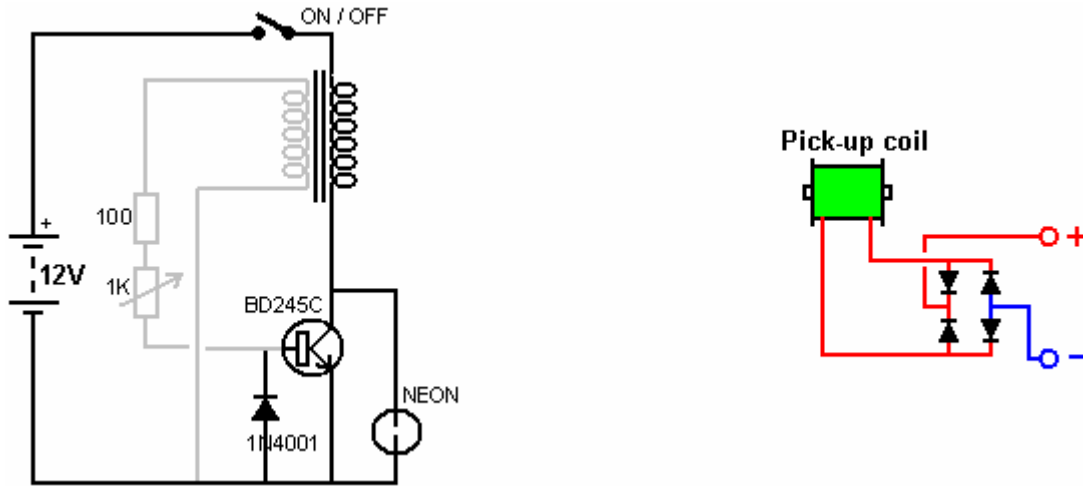 ON / OFF
Pick-up coil
100
+
12V
1K
BD245C
NEON
1N4001
+
−